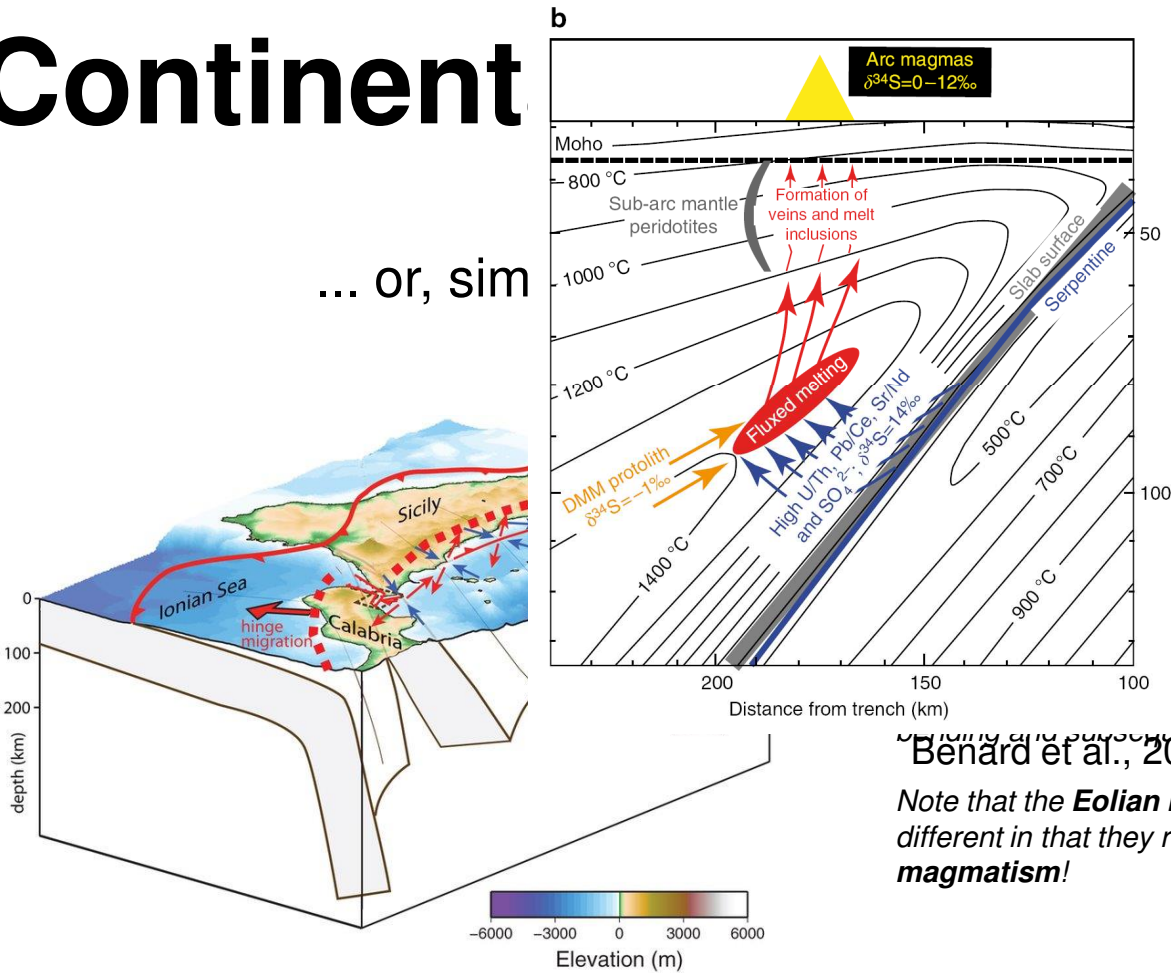 Continent
... or, sim
b
Arc magmas
δ³⁴S=0–12‰
Moho
800 °C
Sub-arc mantle
peridotites
Formation of
veins and melt
inclusions
1000 °C
1200 °C
Fluxed melting
DMM protolith
δ³⁴S=–1‰
High U/Th, Pb/Ce, Sr/Nd
and SO₄²⁻, δ³⁴S=14‰
1400 °C
Slab surface
Serpentine
500°C
700°C
900 °C
50
100
200 150 100
Distance from trench (km)
Sicily
Ionian Sea
hinge
migration
Calabria
0
100
200
depth (km)
−6000 −3000 0 3000 6000
Elevation (m)
bending and
Benard et al., 20
Note that the Eolian
different in that they
magmatism!